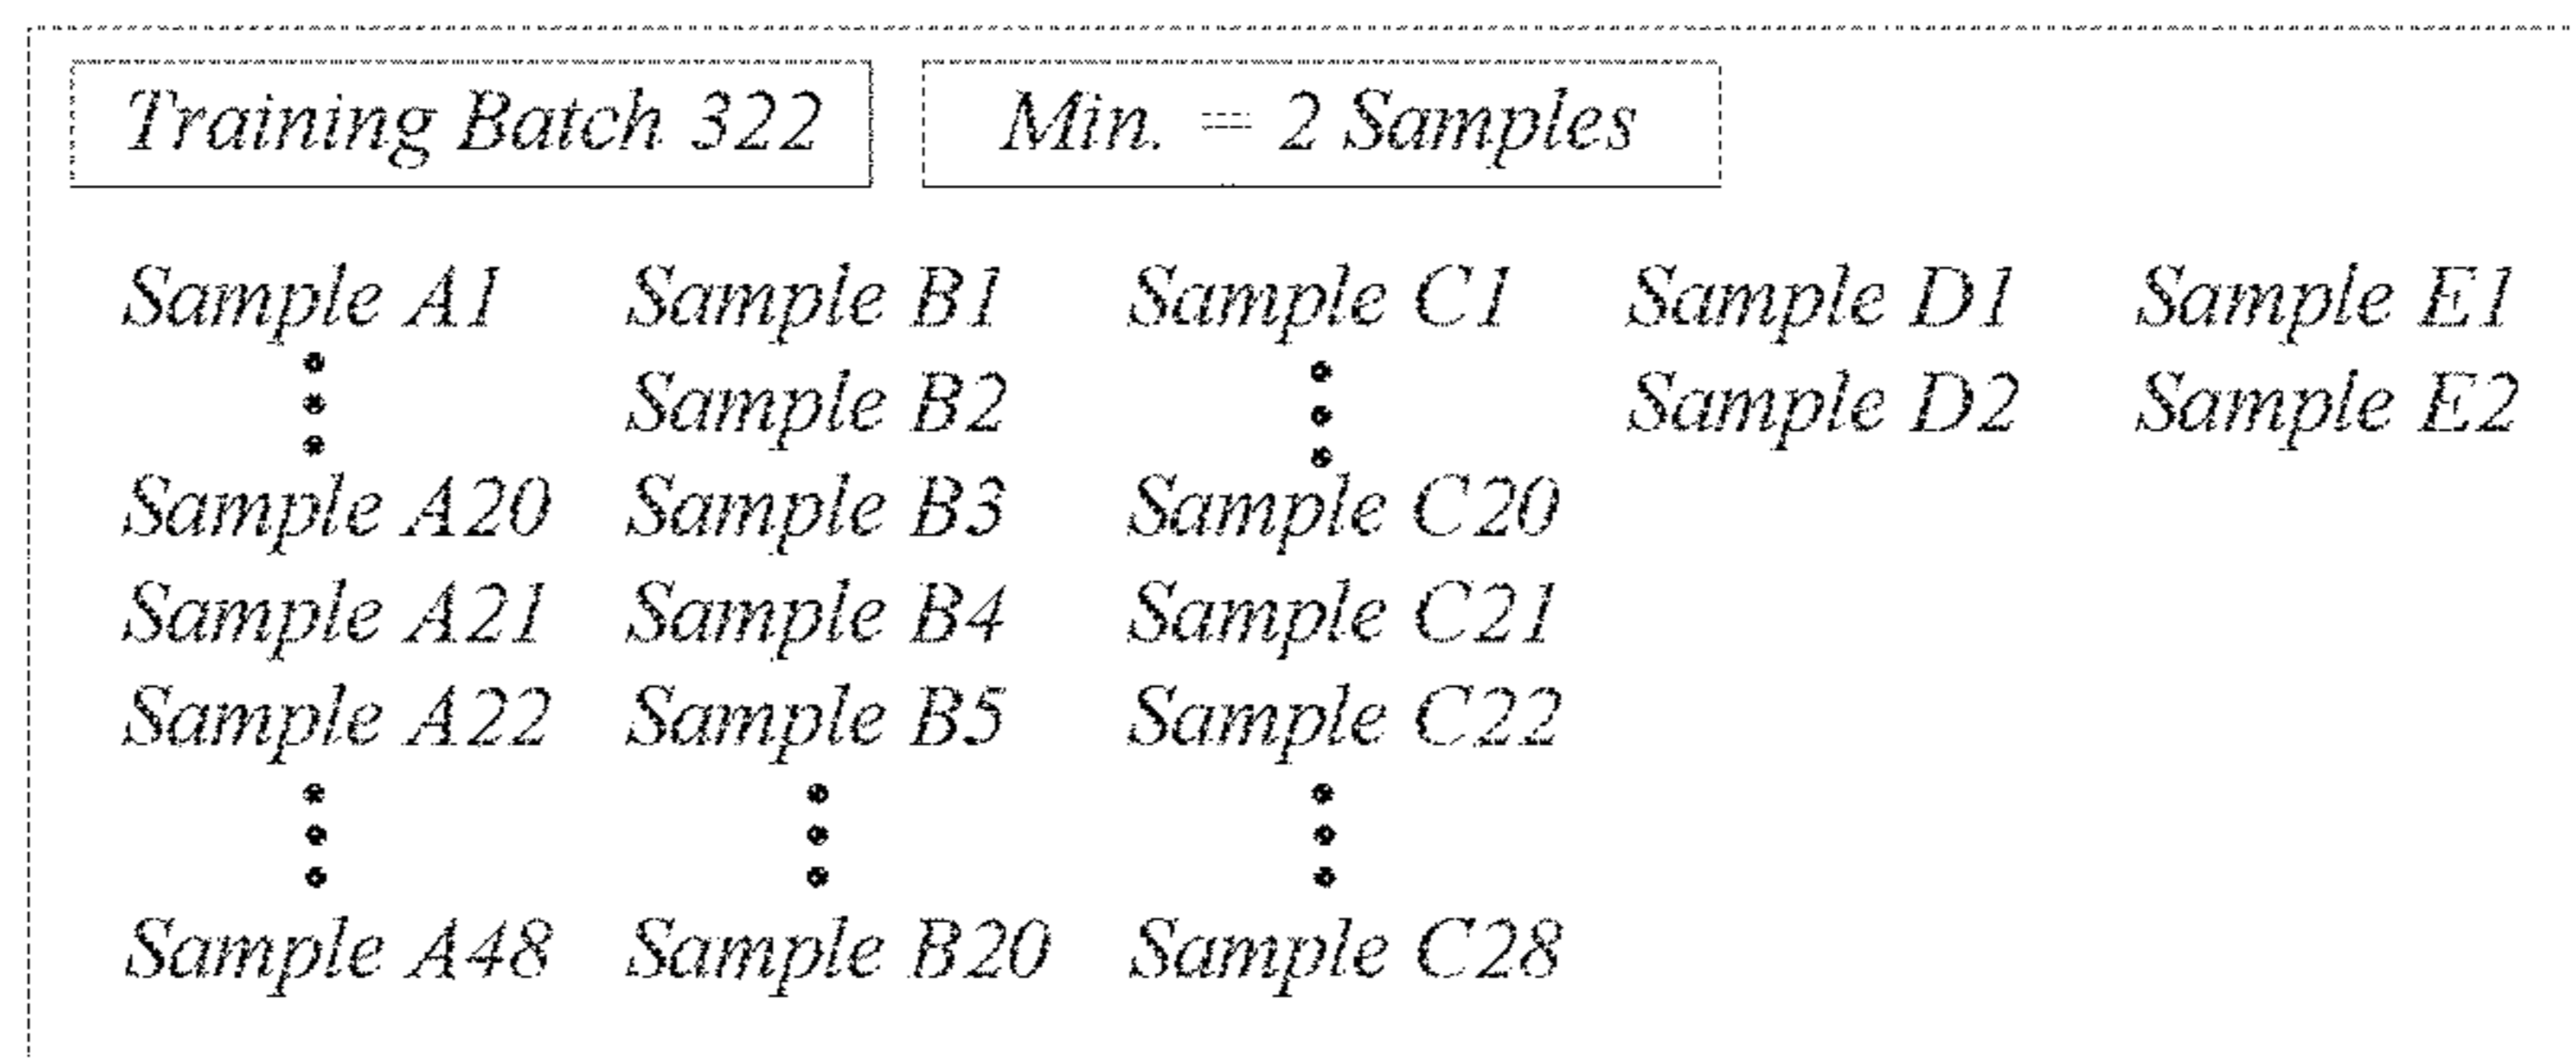 Training Batch 322 Min. = 2 Samples
Sample A1 Sample B1 Sample C1 Sample D1 Sample E1
Sample B2 Sample D2 Sample E2
Sample A20 Sample B3 Sample C20
Sample A21 Sample B4 Sample C21
Sample A22 Sample B5 Sample C22
Sample A48 Sample B20 Sample C28